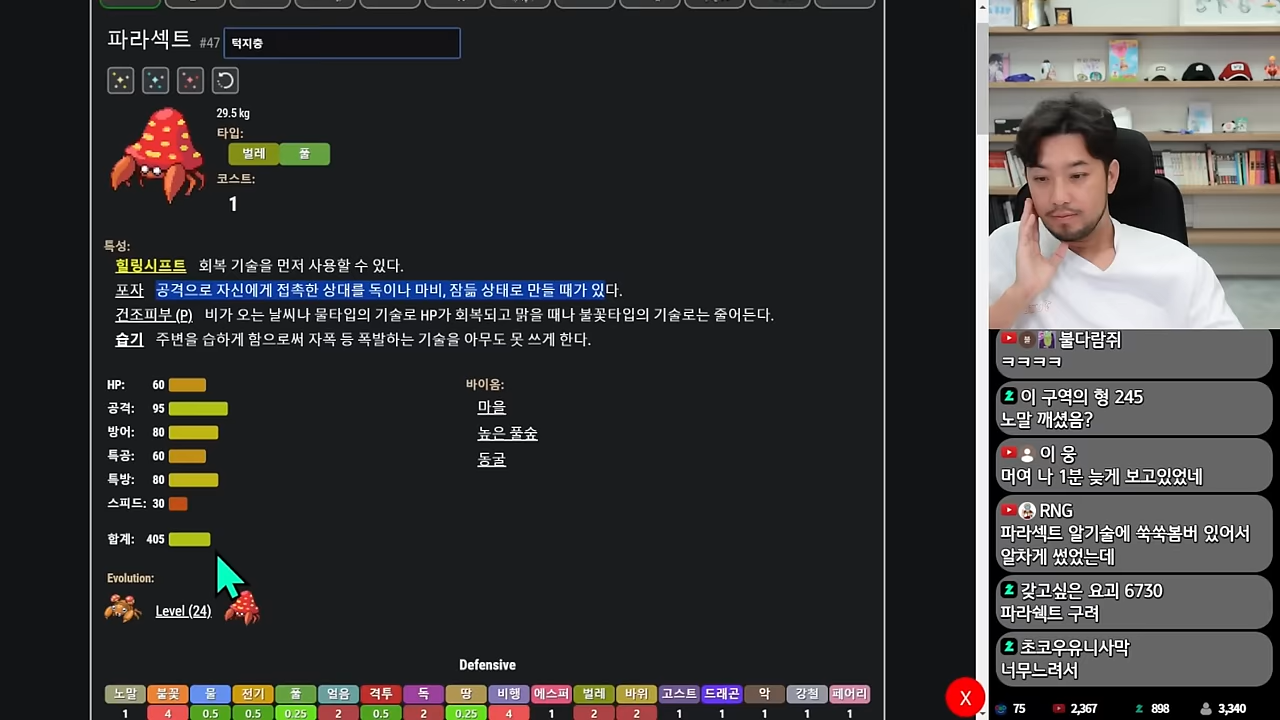 파라섹트 #47 턱지충
29.5 kg
타입:
벌레 풀
코스트:
1
특성:
힐링시프트 회복 기술을 먼저 사용할 수 있다.
포자 공격으로 자신에게 접촉한 상대를 독이나 마비, 잠듦 상태로 만들 때가 있다.
건조피부 (P) 비가 오는 날씨나 물타입의 기술로 HP가 회복되고 맑을 때나 불꽃타입의 기술로는 줄어든다.
습기 주변을 습하게 함으로써 자폭 등 폭발하는 기술을 아무도 못 쓰게 한다.
HP: 60
공격: 95
방어: 80
특공: 60
특방: 80
스피드: 30
합계: 405
바이옴:
마을
높은 풀숲
동굴
Evolution:
Level (24)
Defensive
노말 불꽃 물 전기 풀 얼음 격투 독 땅 비행 에스퍼 벌레 바위 고스트 드래곤 악 강철 페어리
1 4 0.5 0.5 0.25 2 0.5 2 0.25 4 1 2 2 1 1 1 1 1
불다람쥐
ㅋㅋㅋㅋ
이 구역의 형 245
노말 깨셨음?
이 웅
머여 나 1분 늦게 보고있었네
RNG
파라섹트 알기술에 쑥쑥봄버 있어서
알차게 썼었는데
갖고싶은 요괴 6730
파라쉑트 구려
초코우유니사막
너무느려서
X
75 2,367 898 3,340